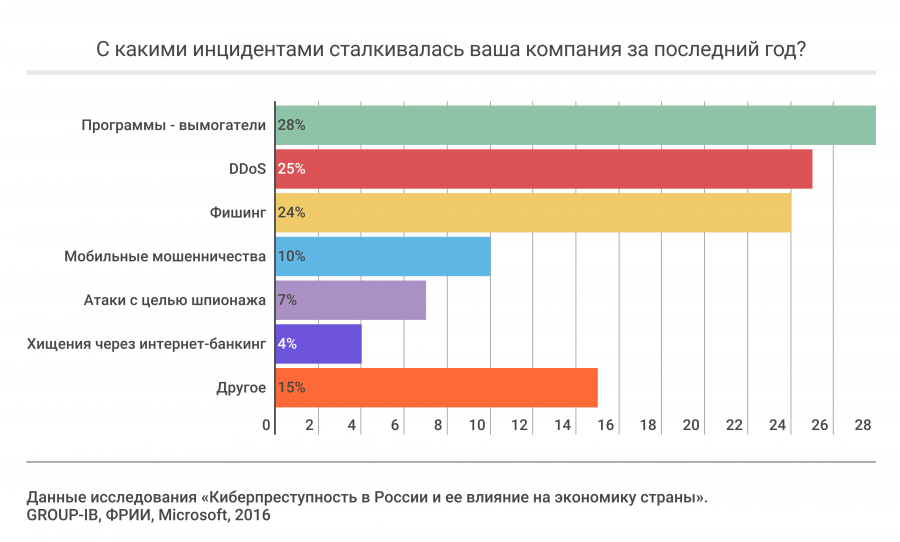 С какими инцидентами сталкивалась ваша компания за последний год?
Программы - вымогатели 28%
DDoS 25%
Фишинг 24%
Мобильные мошенничества 10%
Атаки с целью шпионажа 7%
Хищения через интернет-банкинг 4%
Другое 15%
0 2 4 6 8 10 12 14 16 18 20 22 24 26 28
Данные исследования «Киберпреступность в России и ее влияние на экономику страны».
GROUP-IB, ФРИИ, Microsoft, 2016